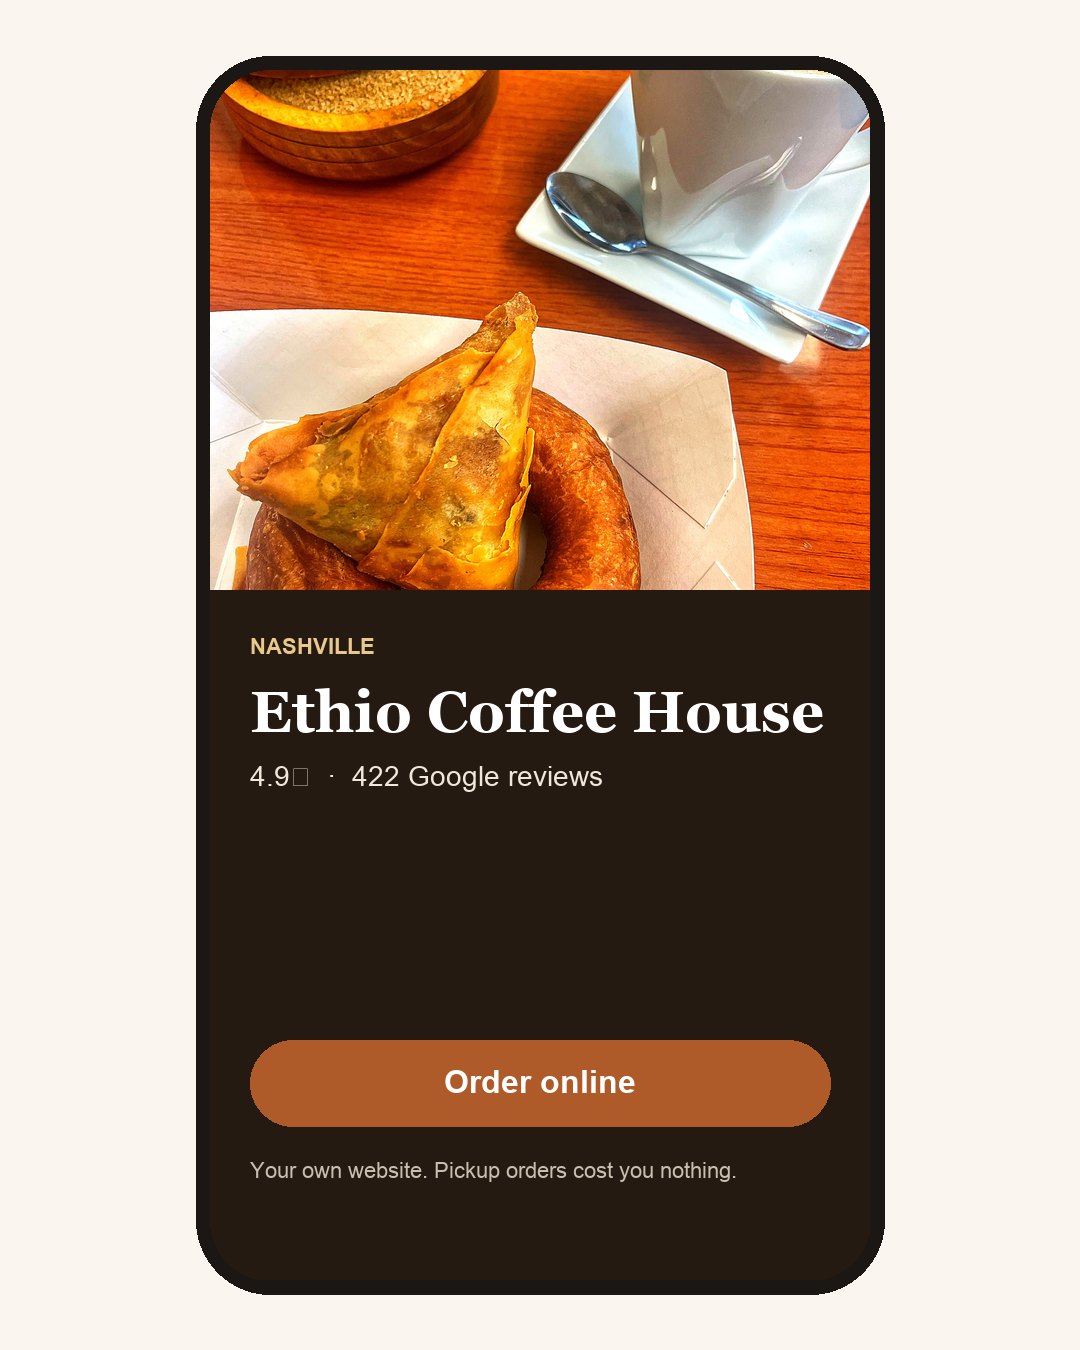 NASHVILLE
Ethio Coffee House
4.9□ · 422 Google reviews
Order online
Your own website. Pickup orders cost you nothing.